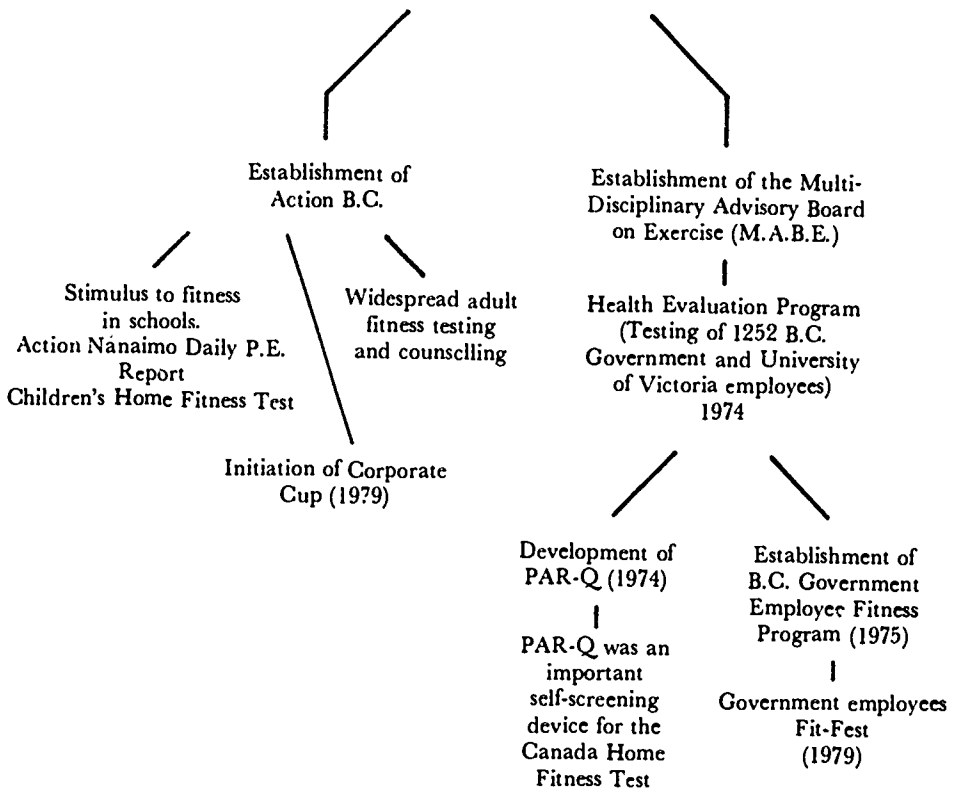 Establishment of
Action B.C.
Establishment of the Multi-
Disciplinary Advisory Board
on Exercise (M.A.B.E.)
Stimulus to fitness
in schools.
Action Nanaimo Daily P.E.
Report
Children's Home Fitness Test
Widespread adult
fitness testing
and counselling
Initiation of Corporate
Cup (1979)
Health Evaluation Program
(Testing of 1252 B.C.
Government and University
of Victoria employees)
1974
Development of
PAR-Q (1974)
PAR-Q was an
important
self-screening
device for the
Canada Home
Fitness Test
Establishment of
B.C. Government
Employee Fitness
Program (1975)
Government employees
Fit-Fest
(1979)